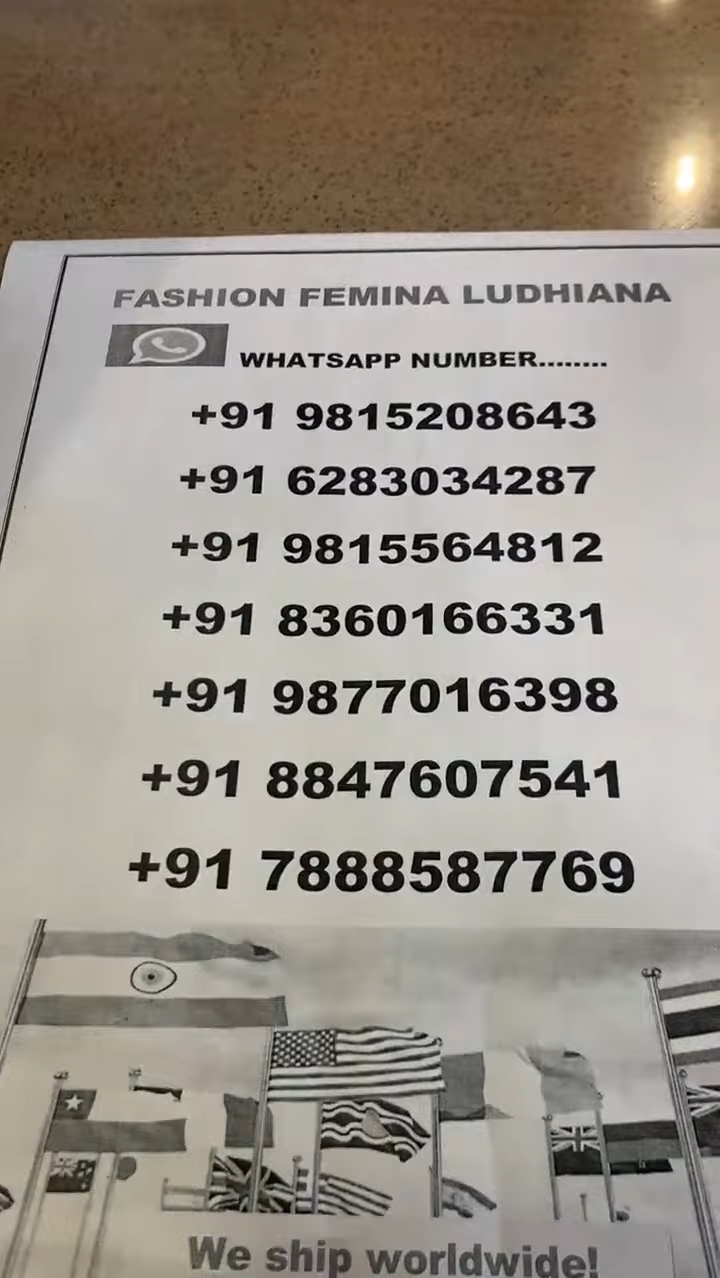 FASHION FEMINA LUDHIANA
WHATSAPP NUMBER........
+91 9815208643
+91 6283034287
+91 9815564812
+91 8360166331
+91 9877016398
+91 8847607541
+91 7888587769
We ship worldwide!